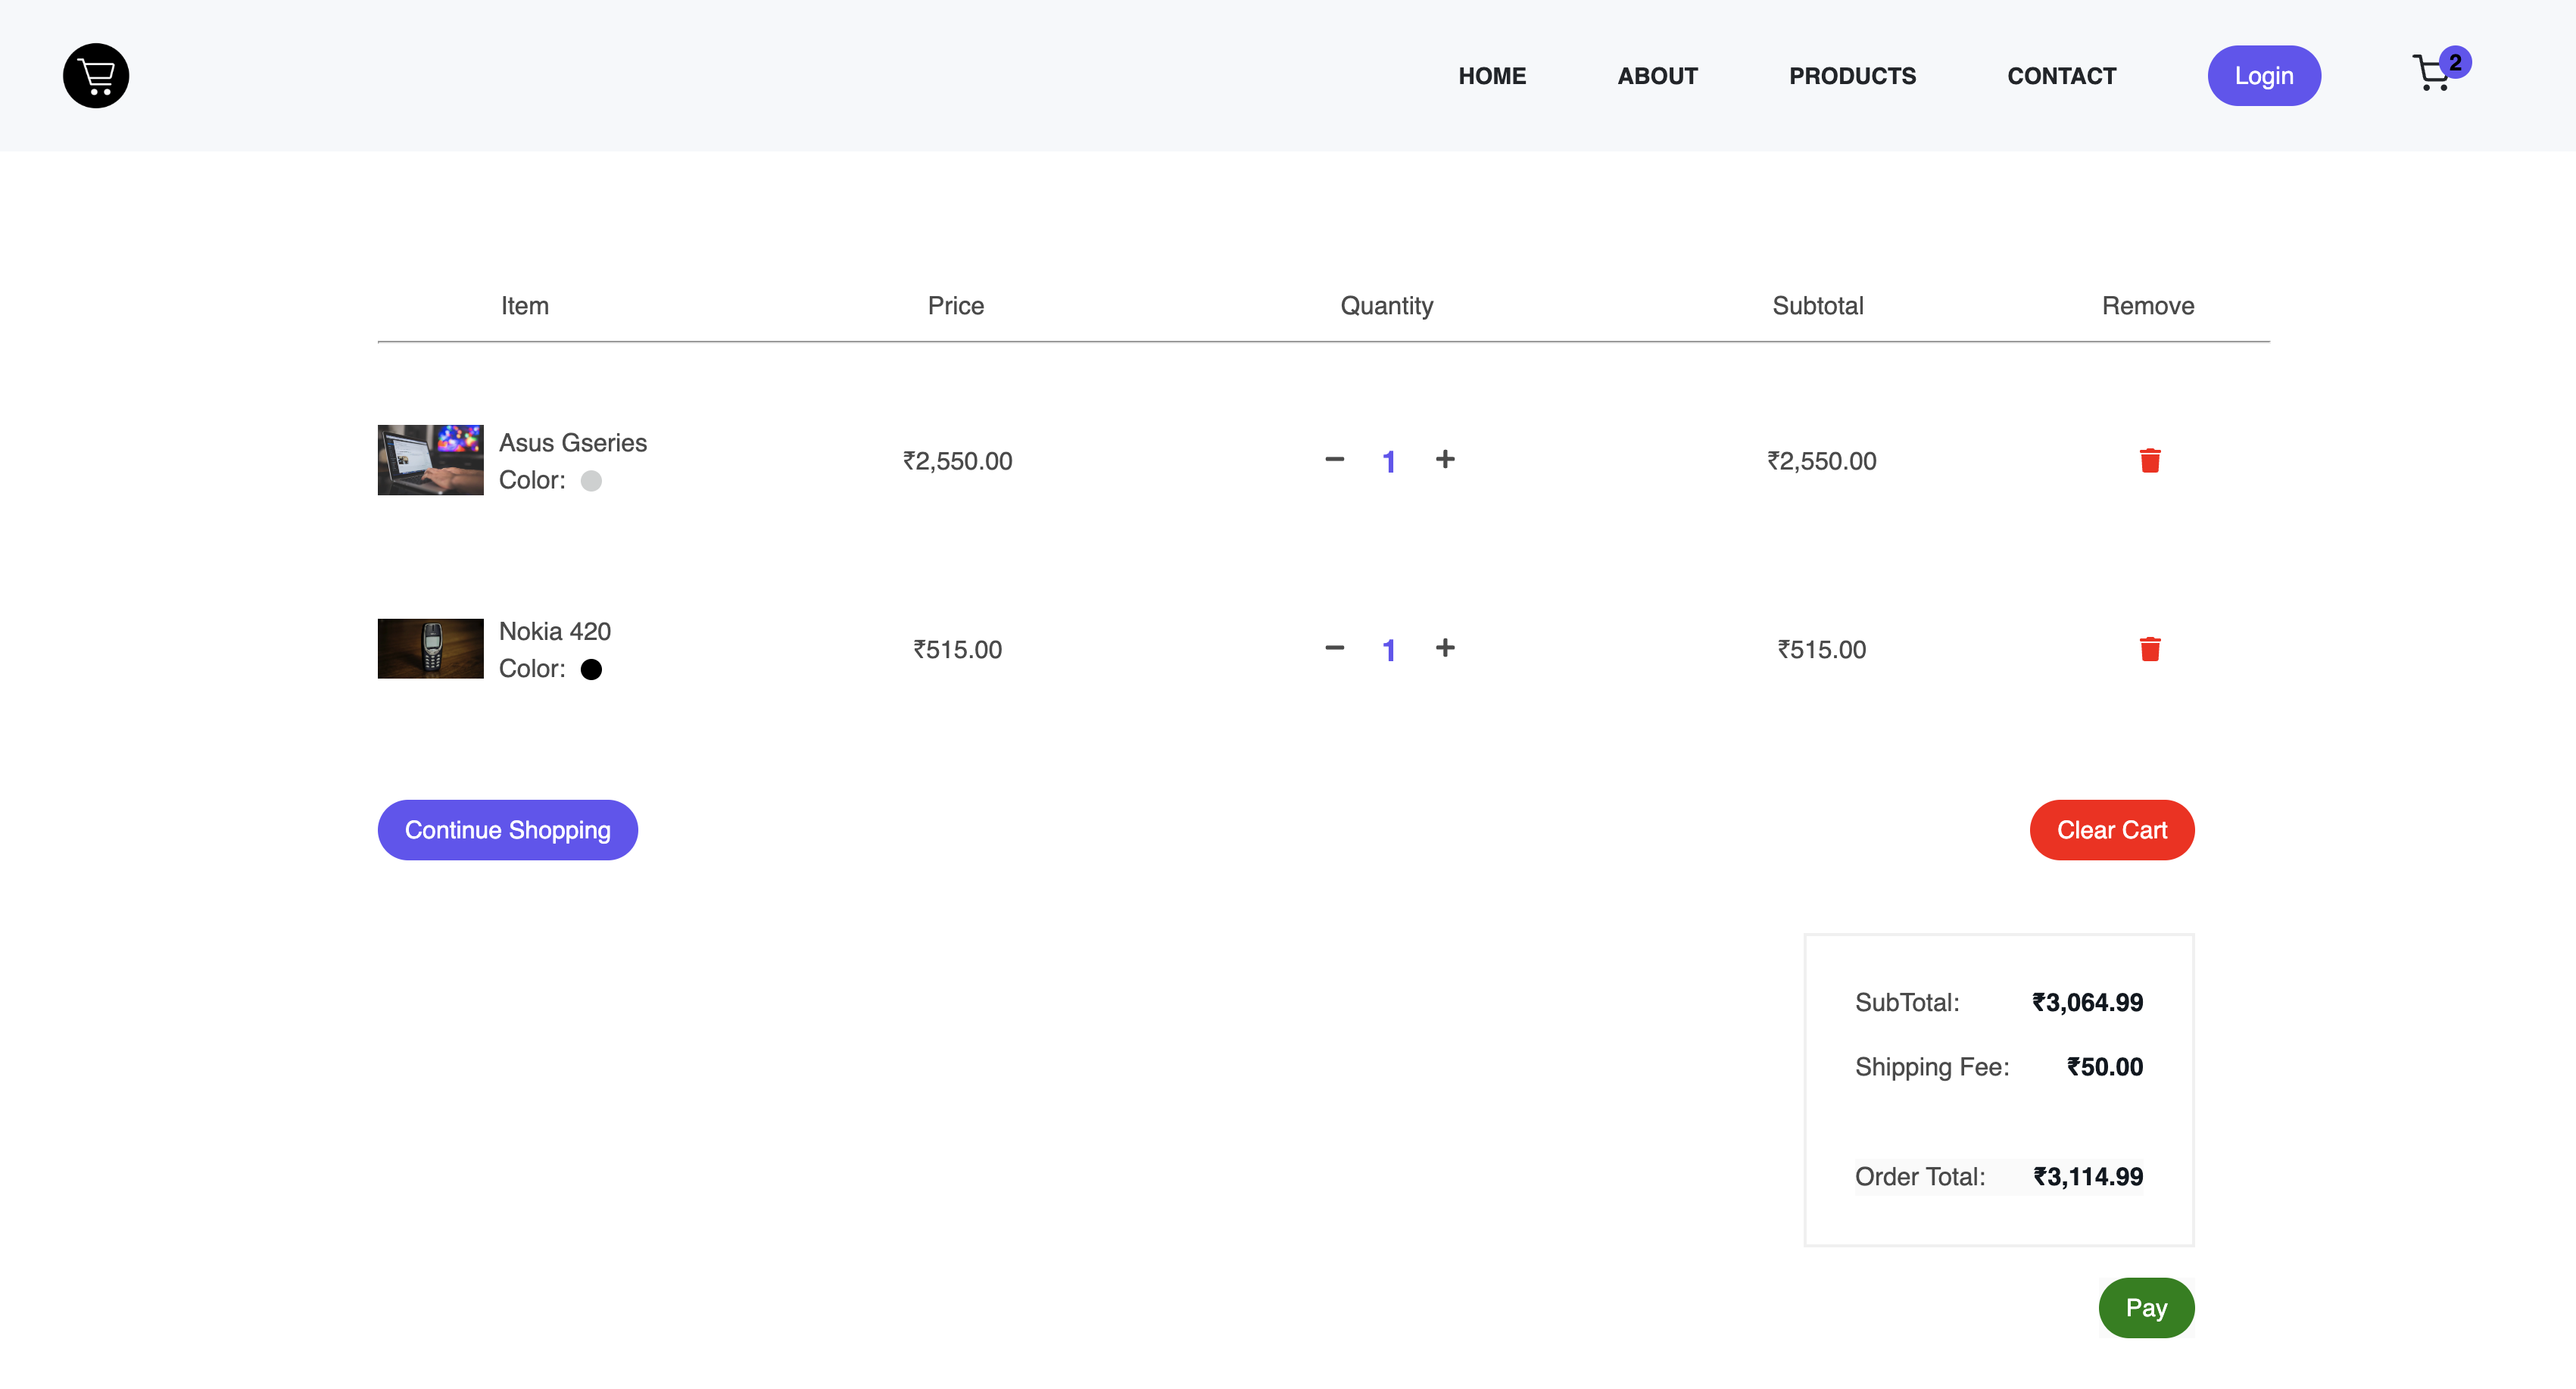 HOME ABOUT PRODUCTS CONTACT Login 2
Item Price Quantity Subtotal Remove
Asus Gseries
Color:
₹2,550.00 1 ₹2,550.00
Nokia 420
Color:
₹515.00 1 ₹515.00
Continue Shopping Clear Cart
SubTotal: ₹3,064.99
Shipping Fee: ₹50.00
Order Total: ₹3,114.99
Pay